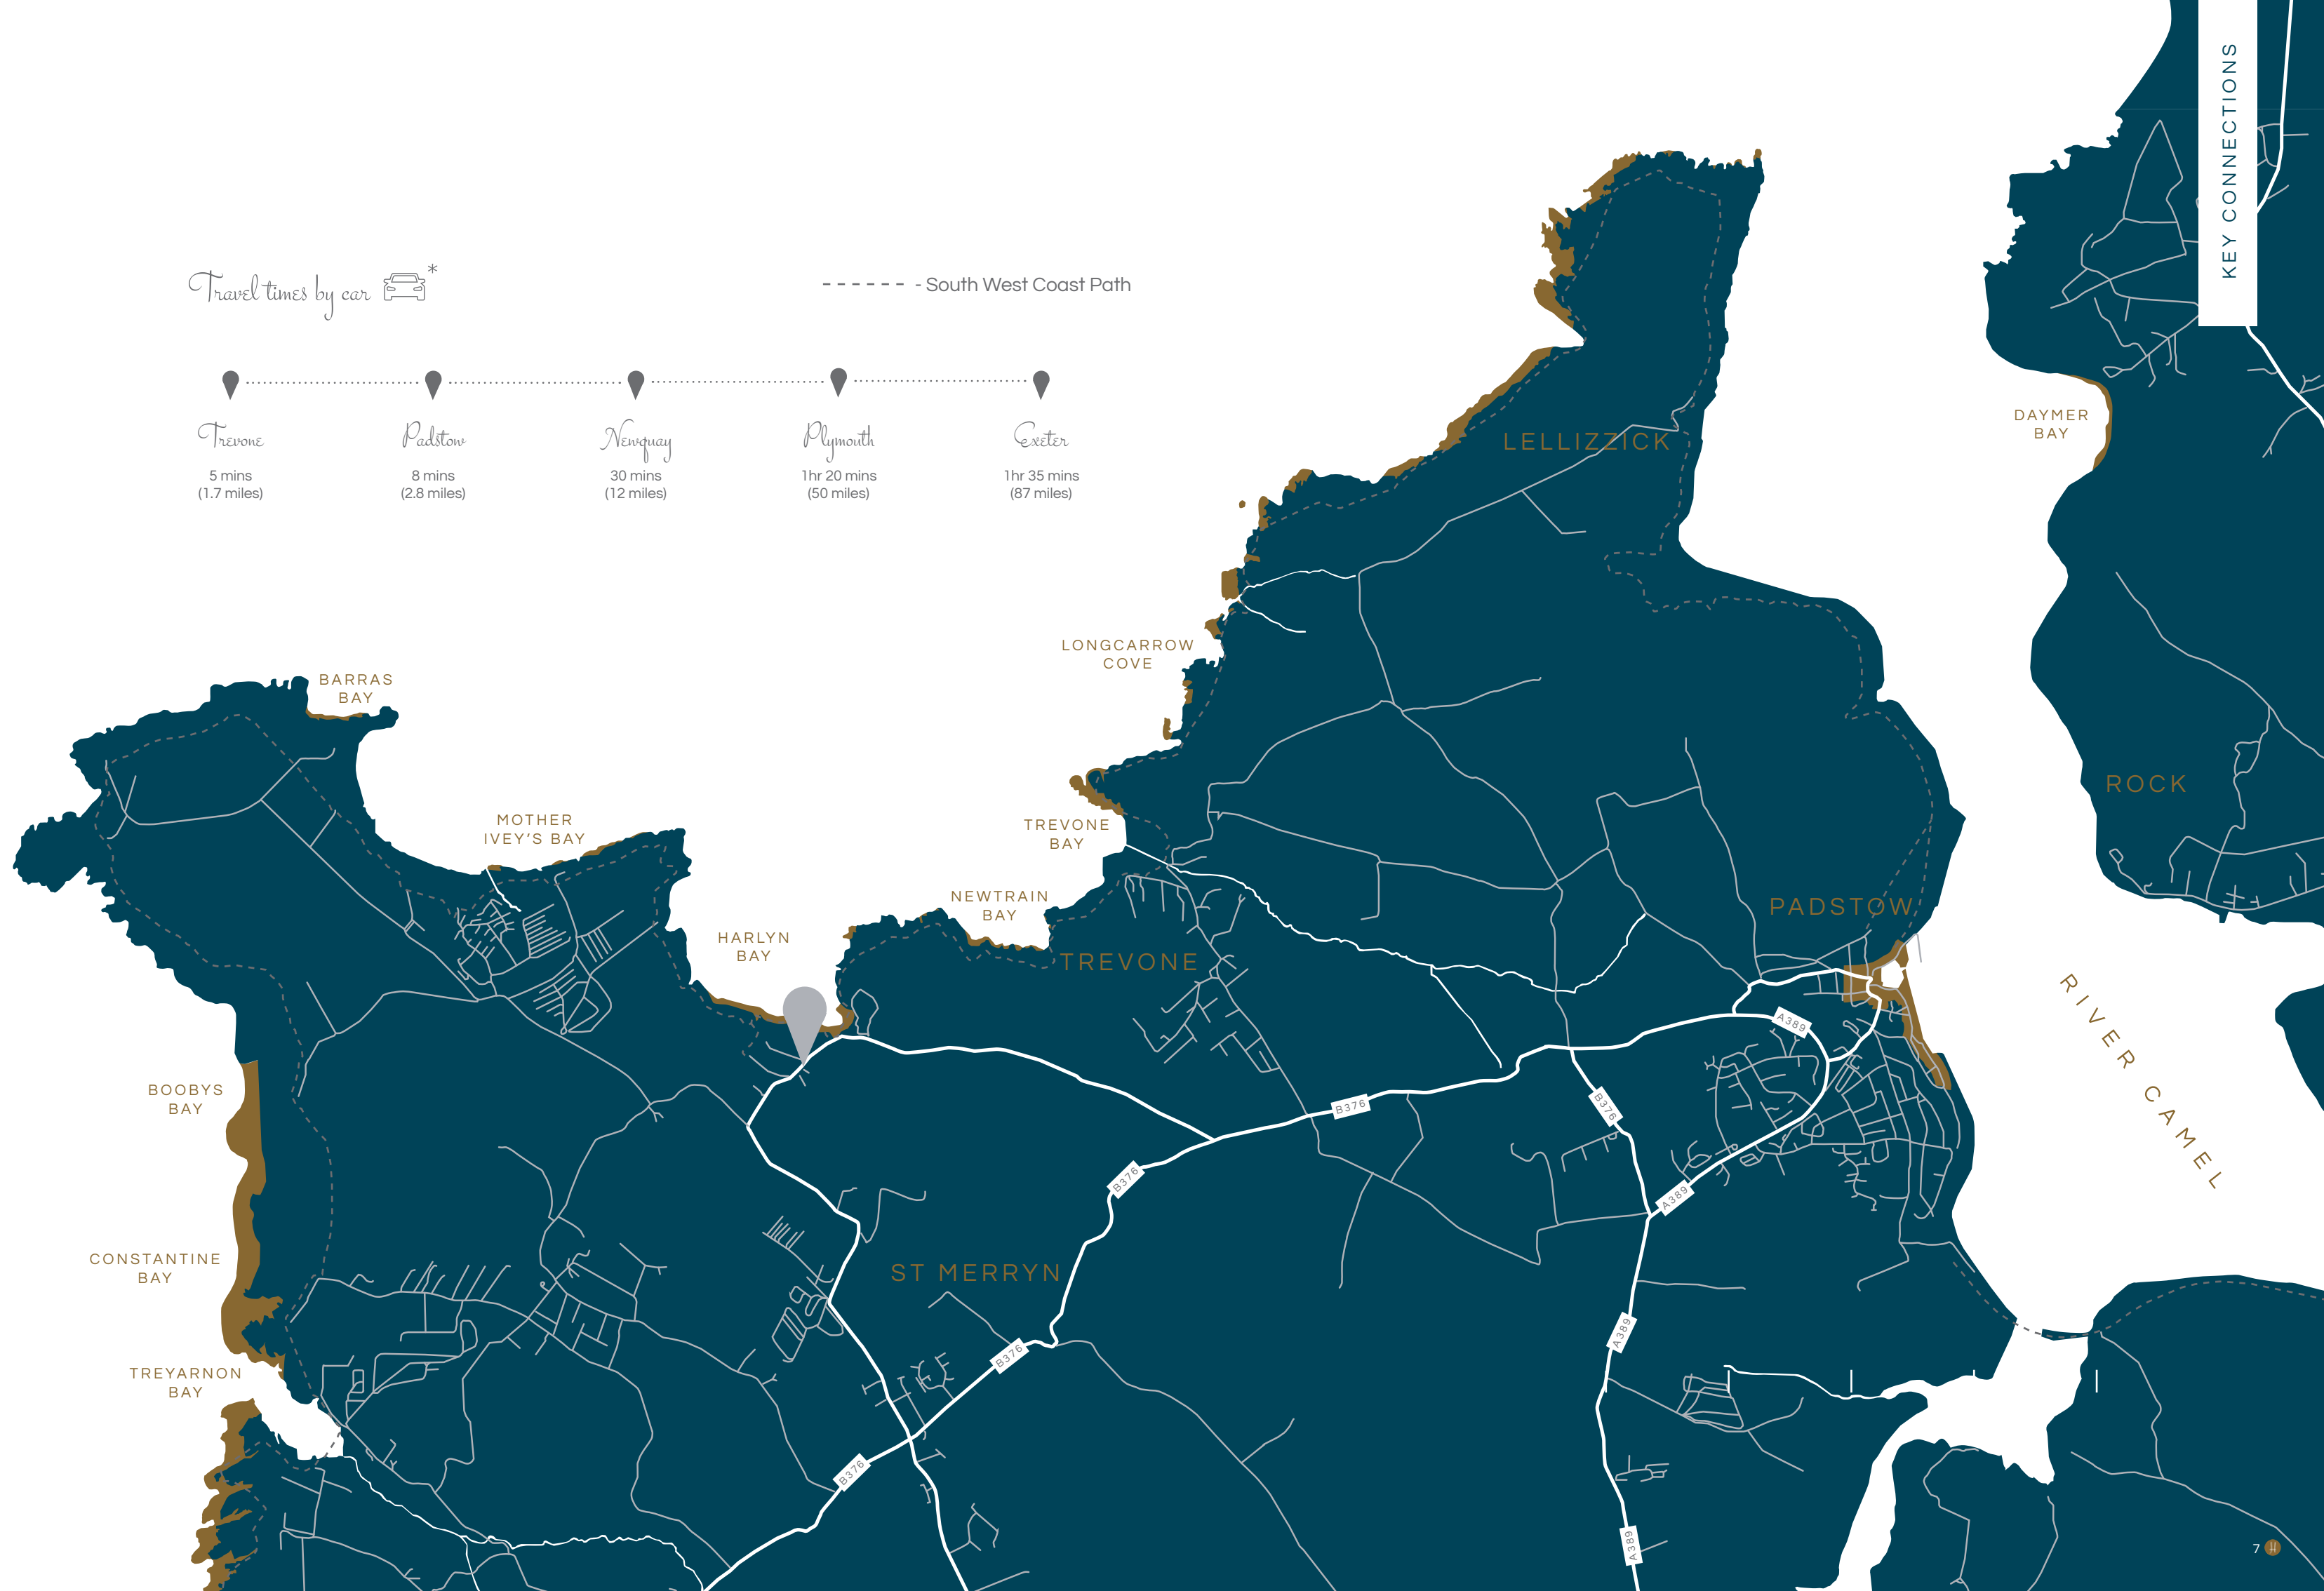 KEY CONNECTIONS
Travel times by car *
- South West Coast Path
Trevone
5 mins
(1.7 miles)
Padstow
8 mins
(2.8 miles)
Newquay
30 mins
(12 miles)
Plymouth
1hr 20 mins
(50 miles)
Exeter
1hr 35 mins
(87 miles)
DAYMER
BAY
LELLIZZICK
LONGCARROW
COVE
BARRAS
BAY
ROCK
MOTHER
IVEY'S BAY
TREVONE
BAY
NEWTRAIN
BAY
PADSTOW
HARLYN
BAY
TREVONE
RIVER CAMEL
A389
BOOBYS
BAY
B376
B376
B376
A389
CONSTANTINE
BAY
ST MERRYN
A389
B376
TREYARNON
BAY
B376
A389
7